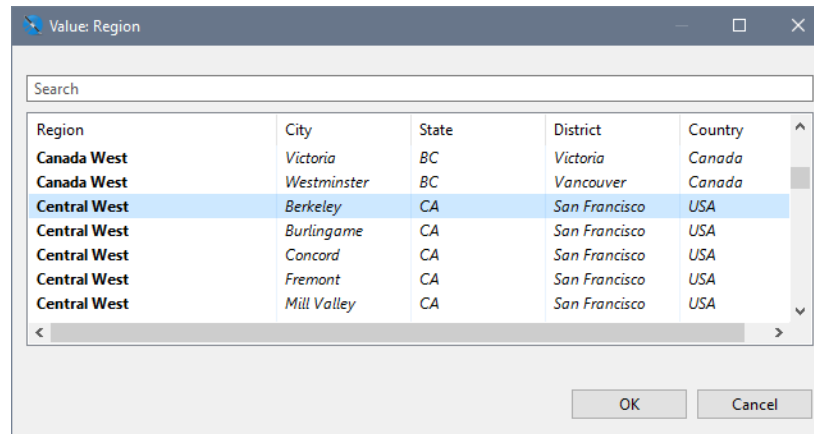 Value: Region
Search
Region City State District Country
Canada West Victoria BC Victoria Canada
Canada West Westminster BC Vancouver Canada
Central West Berkeley CA San Francisco USA
Central West Burlingame CA San Francisco USA
Central West Concord CA San Francisco USA
Central West Fremont CA San Francisco USA
Central West Mill Valley CA San Francisco USA
OK Cancel